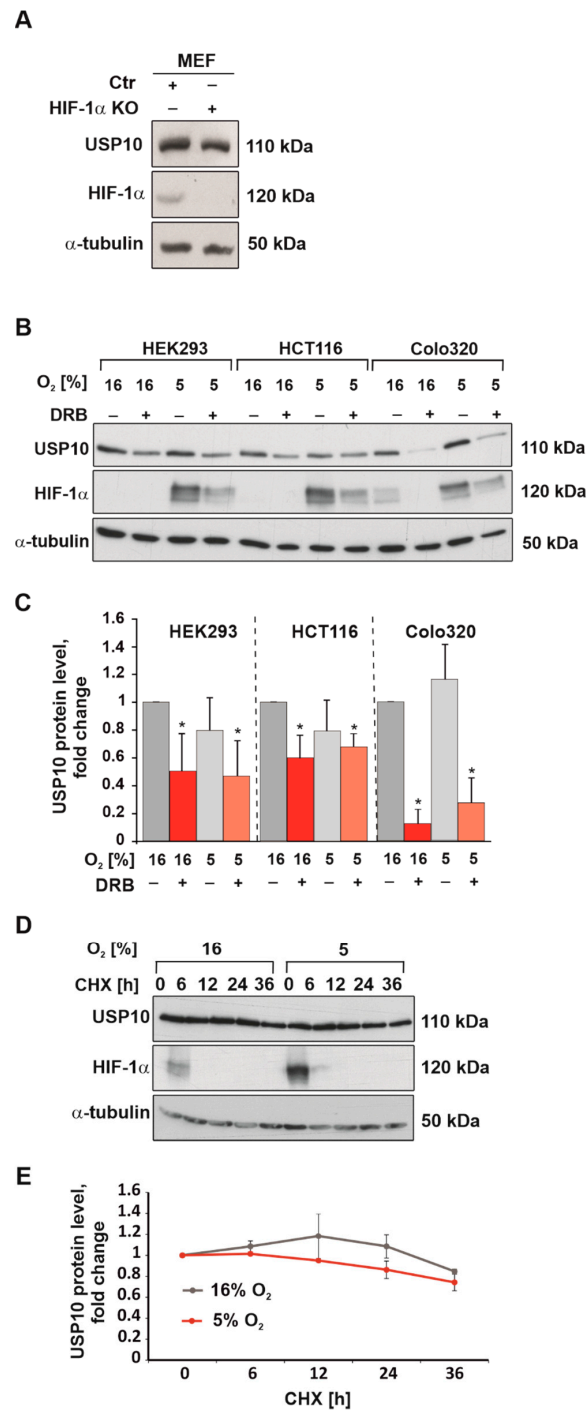 A
MEF
Ctr + –
HIF-1α KO – +
USP10 110 kDa
HIF-1α 120 kDa
α-tubulin 50 kDa
B
HEK293 HCT116 Colo320
O₂ [%] 16 16 5 5 16 16 5 5 16 16 5 5
DRB – + – + – + – + – + – +
USP10 110 kDa
HIF-1α 120 kDa
α-tubulin 50 kDa
C
USP10 protein level,
fold change
1.6
1.4
1.2
1
0.8
0.6
0.4
0.2
0
HEK293 HCT116 Colo320
* * * * * *
O₂ [%] 16 16 5 5 16 16 5 5 16 16 5 5
DRB – + – + – + – + – + – +
D
O₂ [%] 16 5
CHX [h] 0 6 12 24 36 0 6 12 24 36
USP10 110 kDa
HIF-1α 120 kDa
α-tubulin 50 kDa
E
USP10 protein level,
fold change
1.6
1.4
1.2
1
0.8
0.6
0.4
0.2
0
16% O₂
5% O₂
0 6 12 24 36
CHX [h]